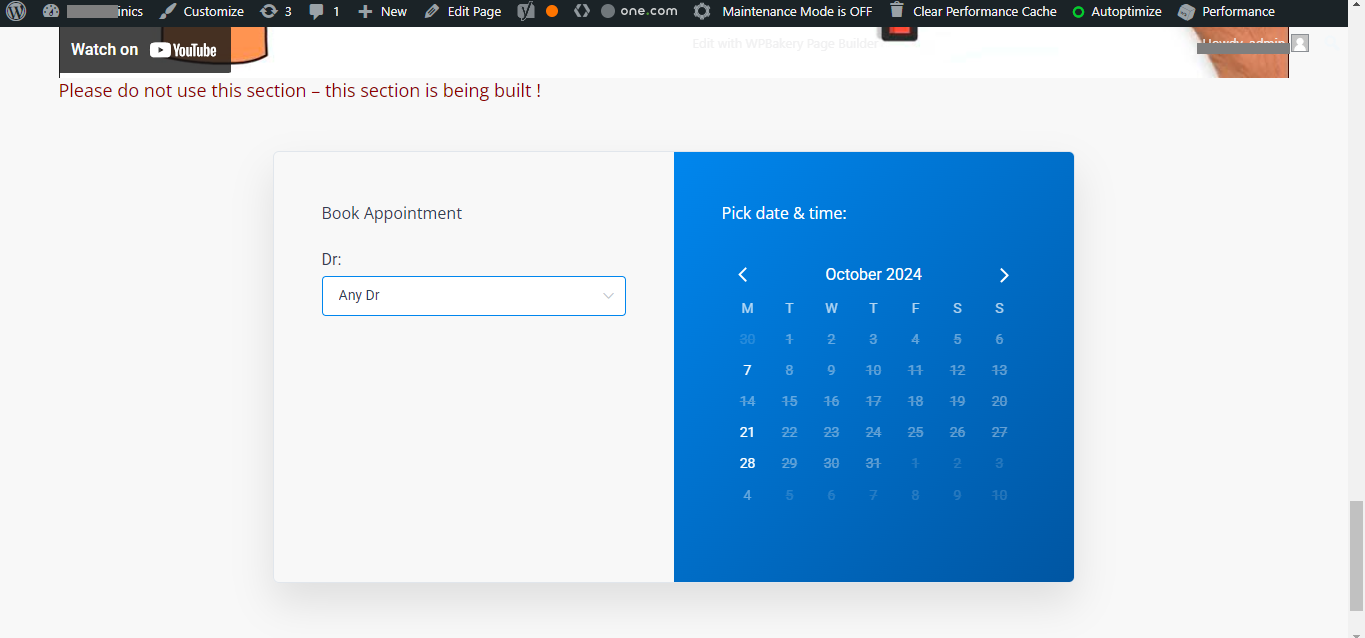 inics Customize 3 1 New Edit Page one.com Maintenance Mode is OFF Clear Performance Cache Autoptimize Performance
Edit with WPBakery Page Builder Howdy, admin
Watch on YouTube
Please do not use this section – this section is being built !
Book Appointment
Dr:
Any Dr
Pick date & time:
October 2024
M T W T F S S
30 1 2 3 4 5 6
7 8 9 10 11 12 13
14 15 16 17 18 19 20
21 22 23 24 25 26 27
28 29 30 31 1 2 3
4 5 6 7 8 9 10